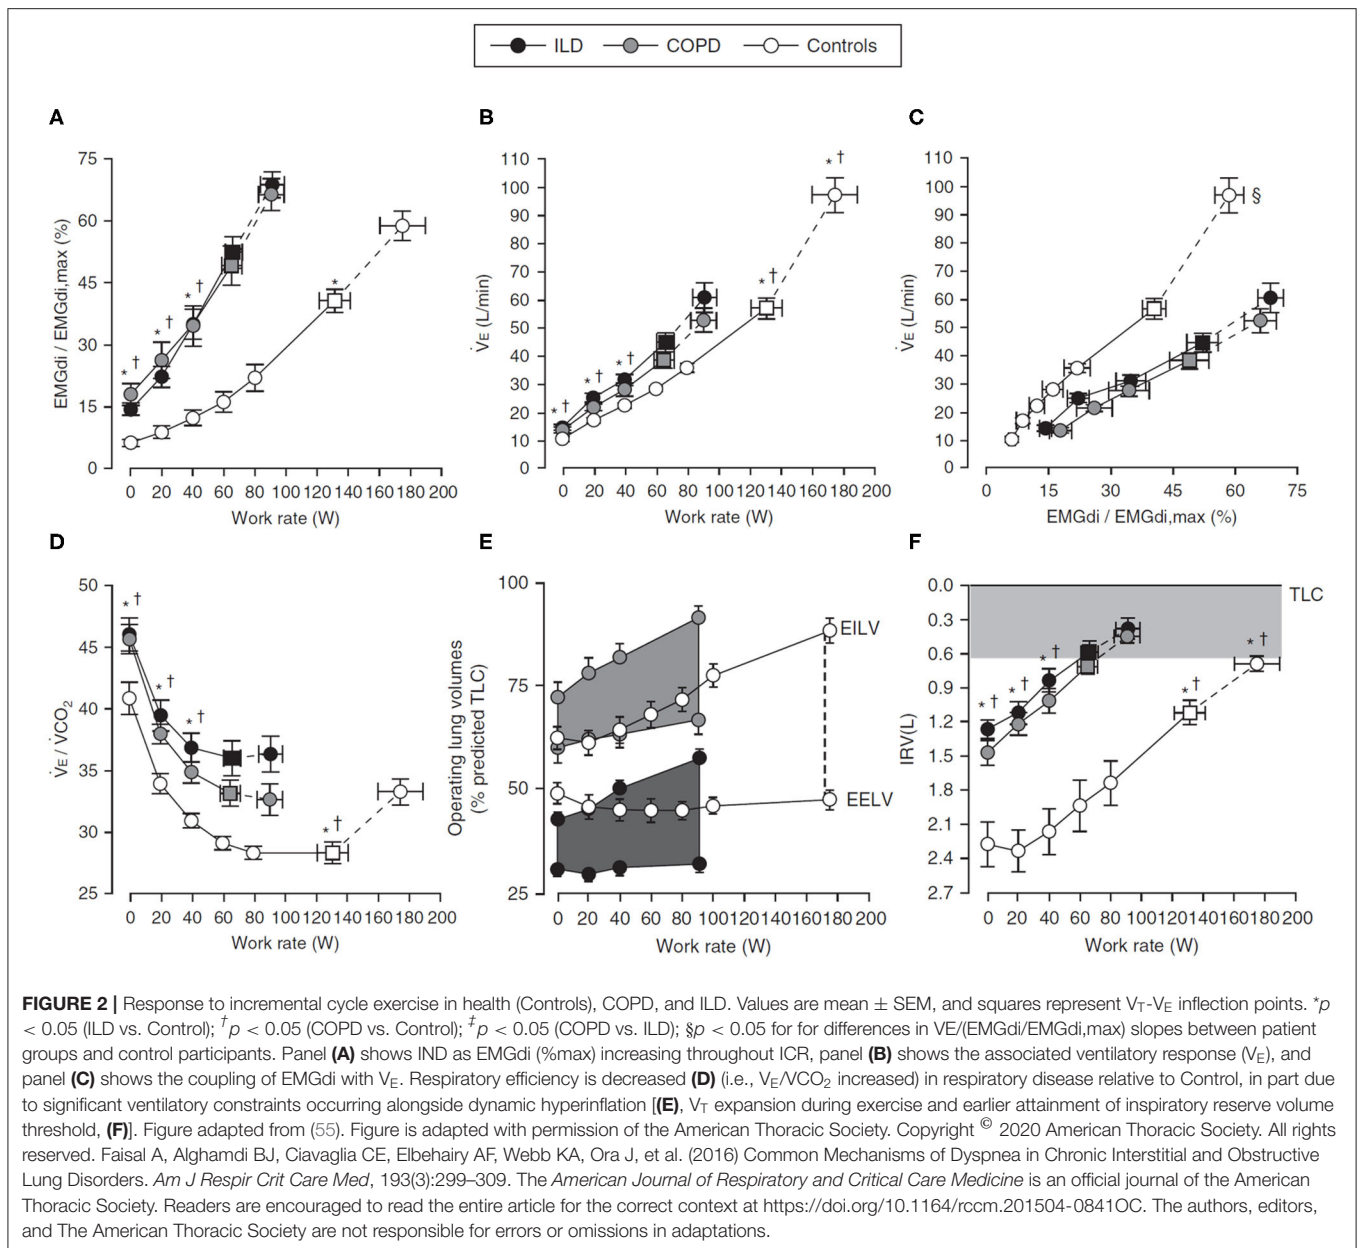 ILD COPD Controls
A
75
60
45
30
15
0
EMGdi / EMGdi,max (%)
* †
* †
* †
*
0 20 40 60 80 100 120 140 160 180 200
Work rate (W)
B
110
100
90
80
70
60
50
40
30
20
10
0
V̇E (L/min)
* †
* †
* †
* †
* †
0 20 40 60 80 100 120 140 160 180 200
Work rate (W)
C
110
100
90
80
70
60
50
40
30
20
10
0
V̇E (L/min)
§
0 15 30 45 60 75
EMGdi / EMGdi,max (%)
D
50
45
40
35
30
25
V̇E / V̇CO2
* †
* †
* †
* †
0 20 40 60 80 100 120 140 160 180 200
Work rate (W)
E
100
75
50
25
Operating lung volumes
(% predicted TLC)
EILV
EELV
0 20 40 60 80 100 120 140 160 180 200
Work rate (W)
F
0.0
0.3
0.6
0.9
1.2
1.5
1.8
2.1
2.4
2.7
IRV(L)
TLC
* †
* †
* †
* †
* †
0 20 40 60 80 100 120 140 160 180 200
Work rate (W)
FIGURE 2 | Response to incremental cycle exercise in health (Controls), COPD, and ILD. Values are mean ± SEM, and squares represent VT-VE inflection points. *p
< 0.05 (ILD vs. Control); †p < 0.05 (COPD vs. Control); ‡p < 0.05 (COPD vs. ILD); §p < 0.05 for for differences in VE/(EMGdi/EMGdi,max) slopes between patient
groups and control participants. Panel (A) shows IND as EMGdi (%max) increasing throughout ICR, panel (B) shows the associated ventilatory response (VE), and
panel (C) shows the coupling of EMGdi with VE. Respiratory efficiency is decreased (D) (i.e., VE/VCO2 increased) in respiratory disease relative to Control, in part due
to significant ventilatory constraints occurring alongside dynamic hyperinflation [(E), VT expansion during exercise and earlier attainment of inspiratory reserve volume
threshold, (F)]. Figure adapted from (55). Figure is adapted with permission of the American Thoracic Society. Copyright © 2020 American Thoracic Society. All rights
reserved. Faisal A, Alghamdi BJ, Ciavaglia CE, Elbehairy AF, Webb KA, Ora J, et al. (2016) Common Mechanisms of Dyspnea in Chronic Interstitial and Obstructive
Lung Disorders. Am J Respir Crit Care Med, 193(3):299–309. The American Journal of Respiratory and Critical Care Medicine is an official journal of the American
Thoracic Society. Readers are encouraged to read the entire article for the correct context at https://doi.org/10.1164/rccm.201504-0841OC. The authors, editors,
and The American Thoracic Society are not responsible for errors or omissions in adaptations.